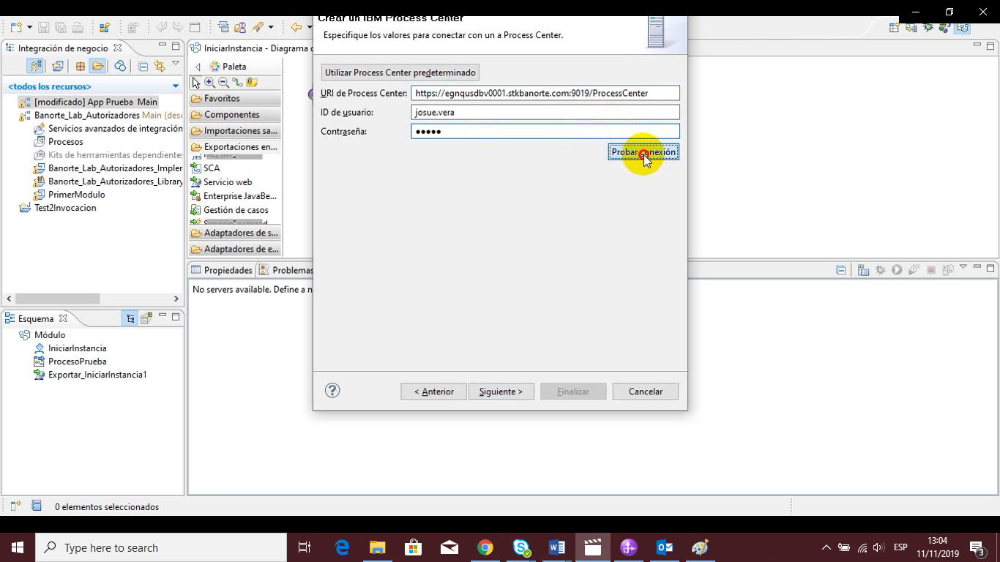 Crear un IBM Process Center
Especifique los valores para conectar con un a Process Center.
Integración de negocio
IniciarInstancia - Diagrama d
Paleta
Utilizar Process Center predeterminado
<todos los recursos>
[modificado] App Prueba Main
Banorte_Lab_Autorizadores Main (desc
Servicios avanzados de integración
Procesos
Kits de herrramientas dependientes
Banorte_Lab_Autorizadores_Impler
Banorte_Lab_Autorizadores_Library
PrimerModulo
Test2Invocacion
Favoritos
Componentes
Importaciones sa...
Exportaciones en...
SCA
Servicio web
Enterprise JavaBe...
Gestión de casos
Adaptadores de s...
Adaptadores de e...
URI de Process Center: https://egnqusdbv0001.stkbanorte.com:9019/ProcessCenter
ID de usuario: josue.vera
Contraseña: ●●●●●
Probar conexión
Propiedades
Problemas
No servers available. Define a n
Esquema
Módulo
IniciarInstancia
ProcesoPrueba
Exportar_IniciarInstancia1
< Anterior
Siguiente >
Finalizar
Cancelar
0 elementos seleccionados
Type here to search
ESP
13:04
11/11/2019
3